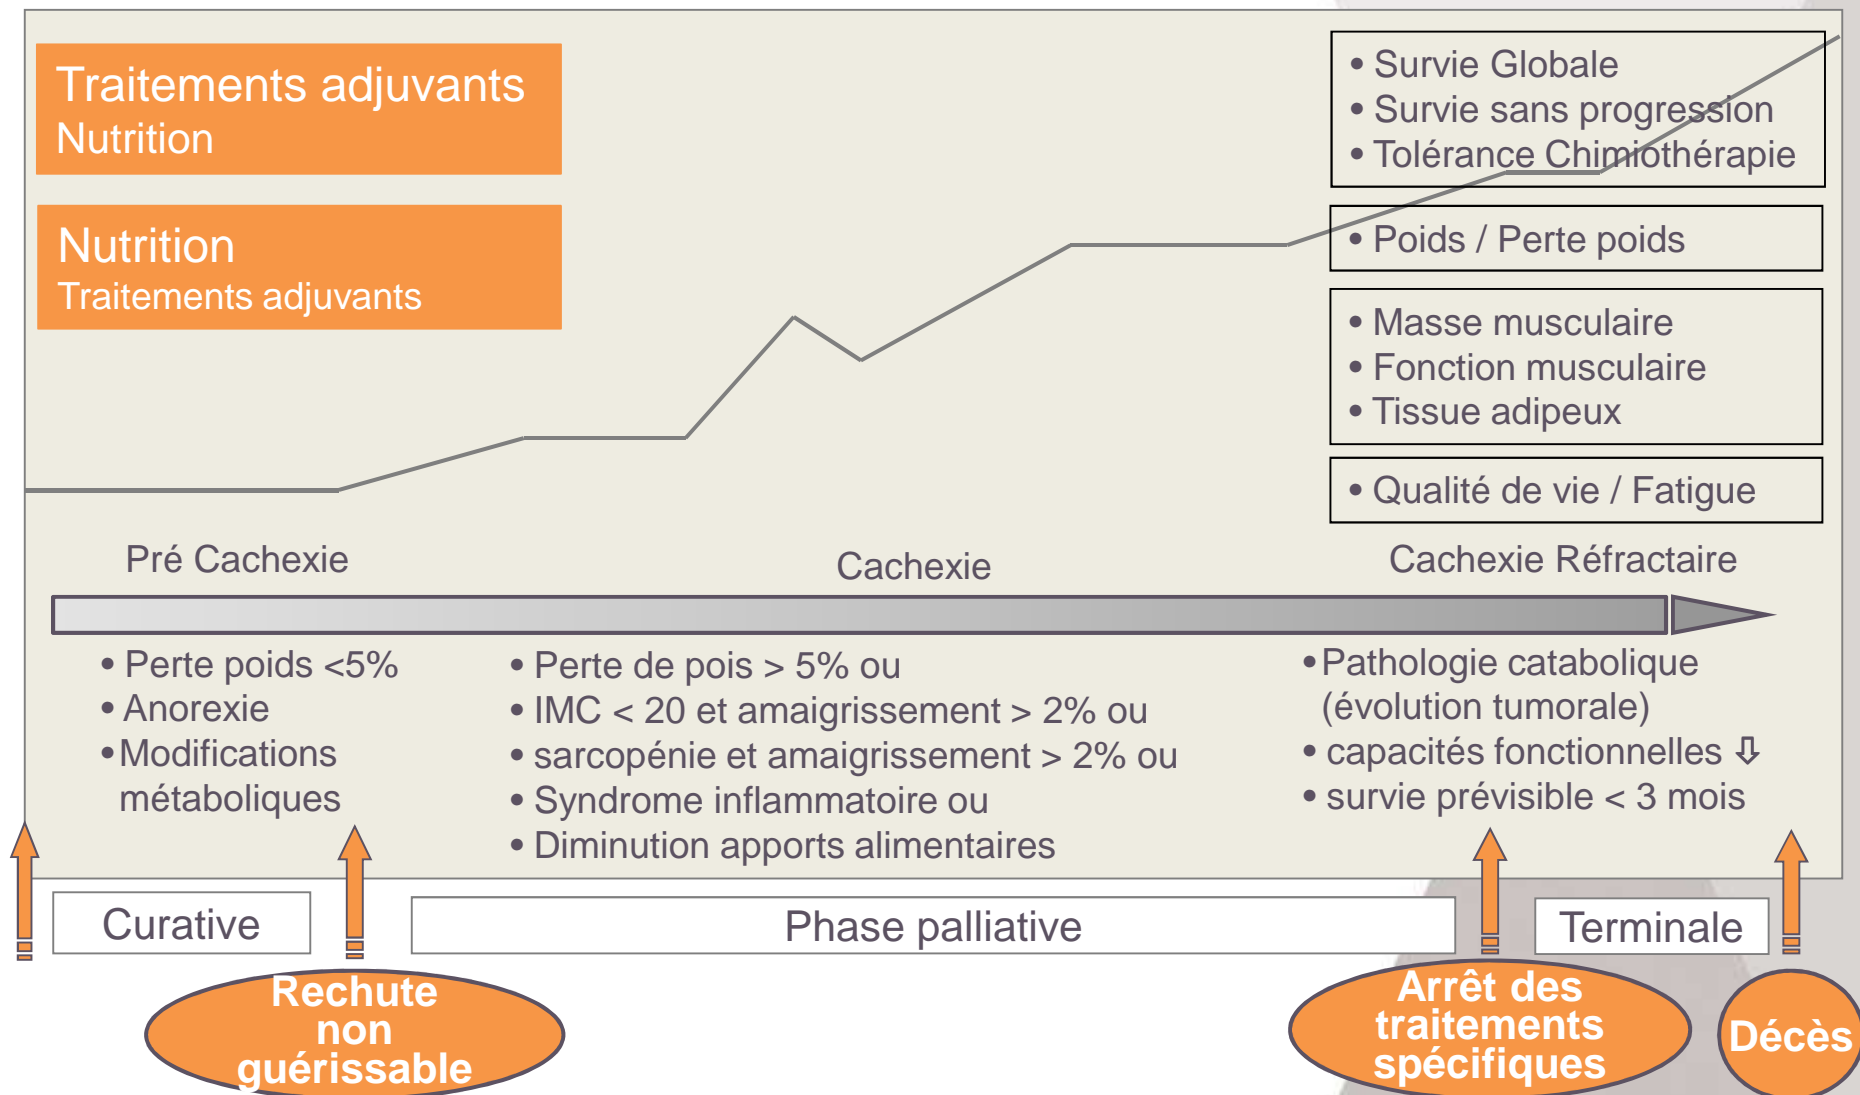 Traitements adjuvants
Nutrition
Nutrition
Traitements adjuvants
• Survie Globale
• Survie sans progression
• Tolérance Chimiothérapie
• Poids / Perte poids
• Masse musculaire
• Fonction musculaire
• Tissue adipeux
• Qualité de vie / Fatigue
Pré Cachexie
Cachexie
Cachexie Réfractaire
• Perte poids <5%
• Anorexie
• Modifications
métaboliques
• Perte de pois > 5% ou
• IMC < 20 et amaigrissement > 2% ou
• sarcopénie et amaigrissement > 2% ou
• Syndrome inflammatoire ou
• Diminution apports alimentaires
• Pathologie catabolique
(évolution tumorale)
• capacités fonctionnelles ⇩
• survie prévisible < 3 mois
Curative
Phase palliative
Terminale
Rechute
non
guérissable
Arrêt des
traitements
spécifiques
Décès